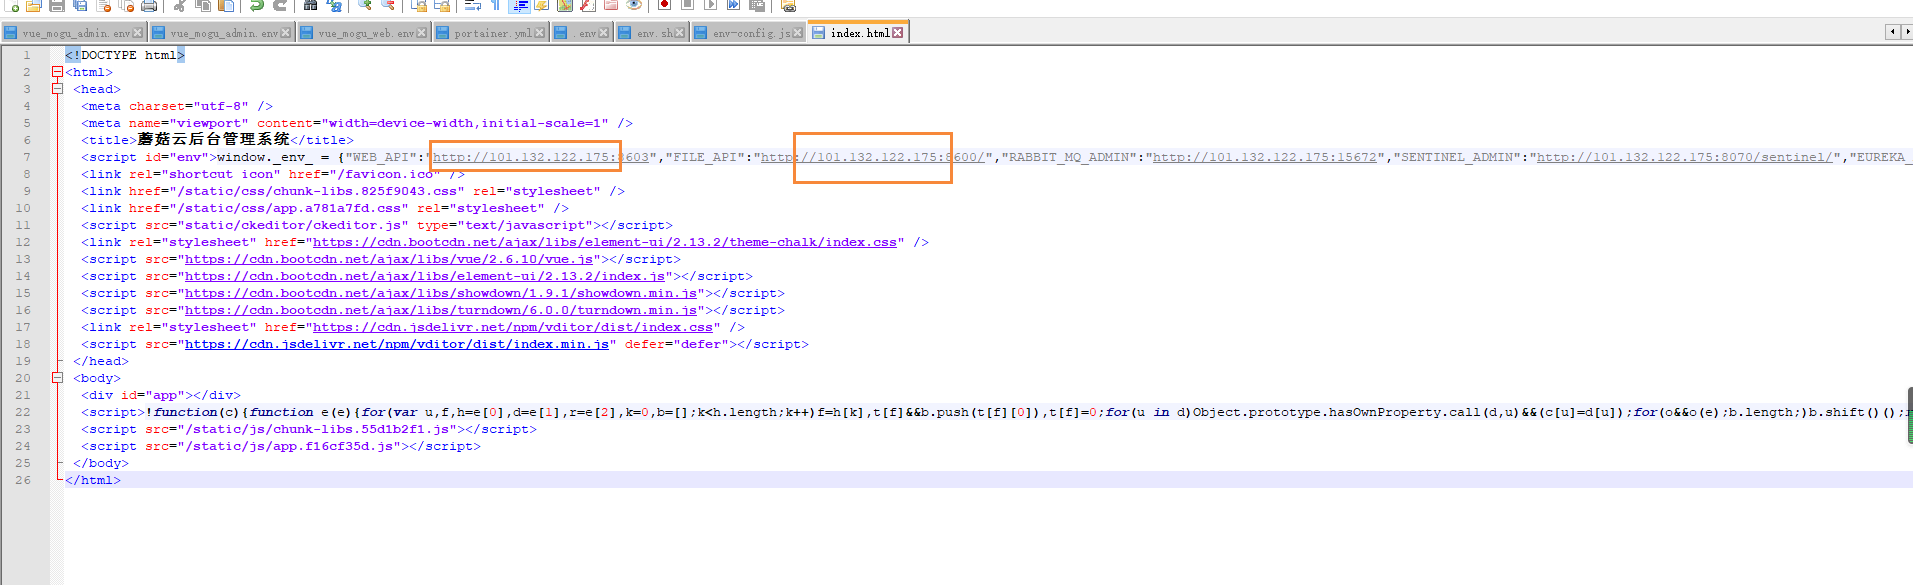 vue_mogu_admin.env vue_mogu_admin.env vue_mogu_web.env portainer.yml .env env.sh env-config.js index.html
1 <!DOCTYPE html>
2 <html>
3 <head>
4 <meta charset="utf-8" />
5 <meta name="viewport" content="width=device-width,initial-scale=1" />
6 <title>蘑菇云后台管理系统</title>
7 <script id="env">window._env_ = {"WEB_API":"http://101.132.122.175:8603","FILE_API":"http://101.132.122.175:8600/","RABBIT_MQ_ADMIN":"http://101.132.122.175:15672","SENTINEL_ADMIN":"http://101.132.122.175:8070/sentinel/","EUREKA_
8 <link rel="shortcut icon" href="/favicon.ico" />
9 <link href="/static/css/chunk-libs.825f9043.css" rel="stylesheet" />
10 <link href="/static/css/app.a781a7fd.css" rel="stylesheet" />
11 <script src="static/ckeditor/ckeditor.js" type="text/javascript"></script>
12 <link rel="stylesheet" href="https://cdn.bootcdn.net/ajax/libs/element-ui/2.13.2/theme-chalk/index.css" />
13 <script src="https://cdn.bootcdn.net/ajax/libs/vue/2.6.10/vue.js"></script>
14 <script src="https://cdn.bootcdn.net/ajax/libs/element-ui/2.13.2/index.js"></script>
15 <script src="https://cdn.bootcdn.net/ajax/libs/showdown/1.9.1/showdown.min.js"></script>
16 <script src="https://cdn.bootcdn.net/ajax/libs/turndown/6.0.0/turndown.min.js"></script>
17 <link rel="stylesheet" href="https://cdn.jsdelivr.net/npm/vditor/dist/index.css" />
18 <script src="https://cdn.jsdelivr.net/npm/vditor/dist/index.min.js" defer="defer"></script>
19 </head>
20 <body>
21 <div id="app"></div>
22 <script>!function(c){function e(e){for(var u,f,h=e[0],d=e[1],r=e[2],k=0,b=[];k<h.length;k++)f=h[k],t[f]&&b.push(t[f][0]),t[f]=0;for(u in d)Object.prototype.hasOwnProperty.call(d,u)&&(c[u]=d[u]);for(o&&o(e);b.length;)b.shift()();
23 <script src="/static/js/chunk-libs.55d1b2f1.js"></script>
24 <script src="/static/js/app.f16cf35d.js"></script>
25 </body>
26 </html>